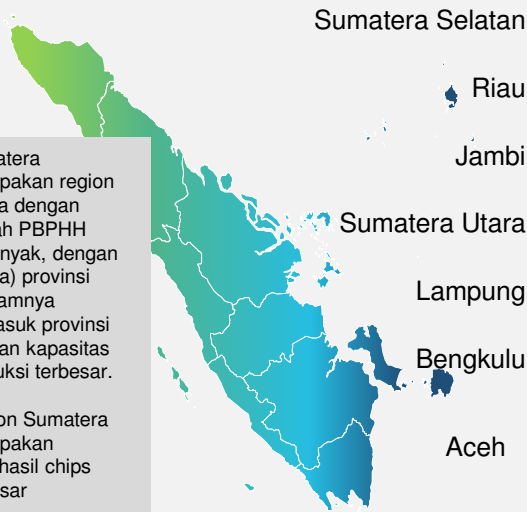 Sumatera Selatan
Riau
Jambi
Sumatera Utara
Lampung
Bengkulu
Aceh
atera
pakan region
a dengan
ah PBPHH
nyak, dengan
a) provinsi
amnya
asuk provinsi
an kapasitas
uksi terbesar.
on Sumatera
pakan
hasil chips
sar